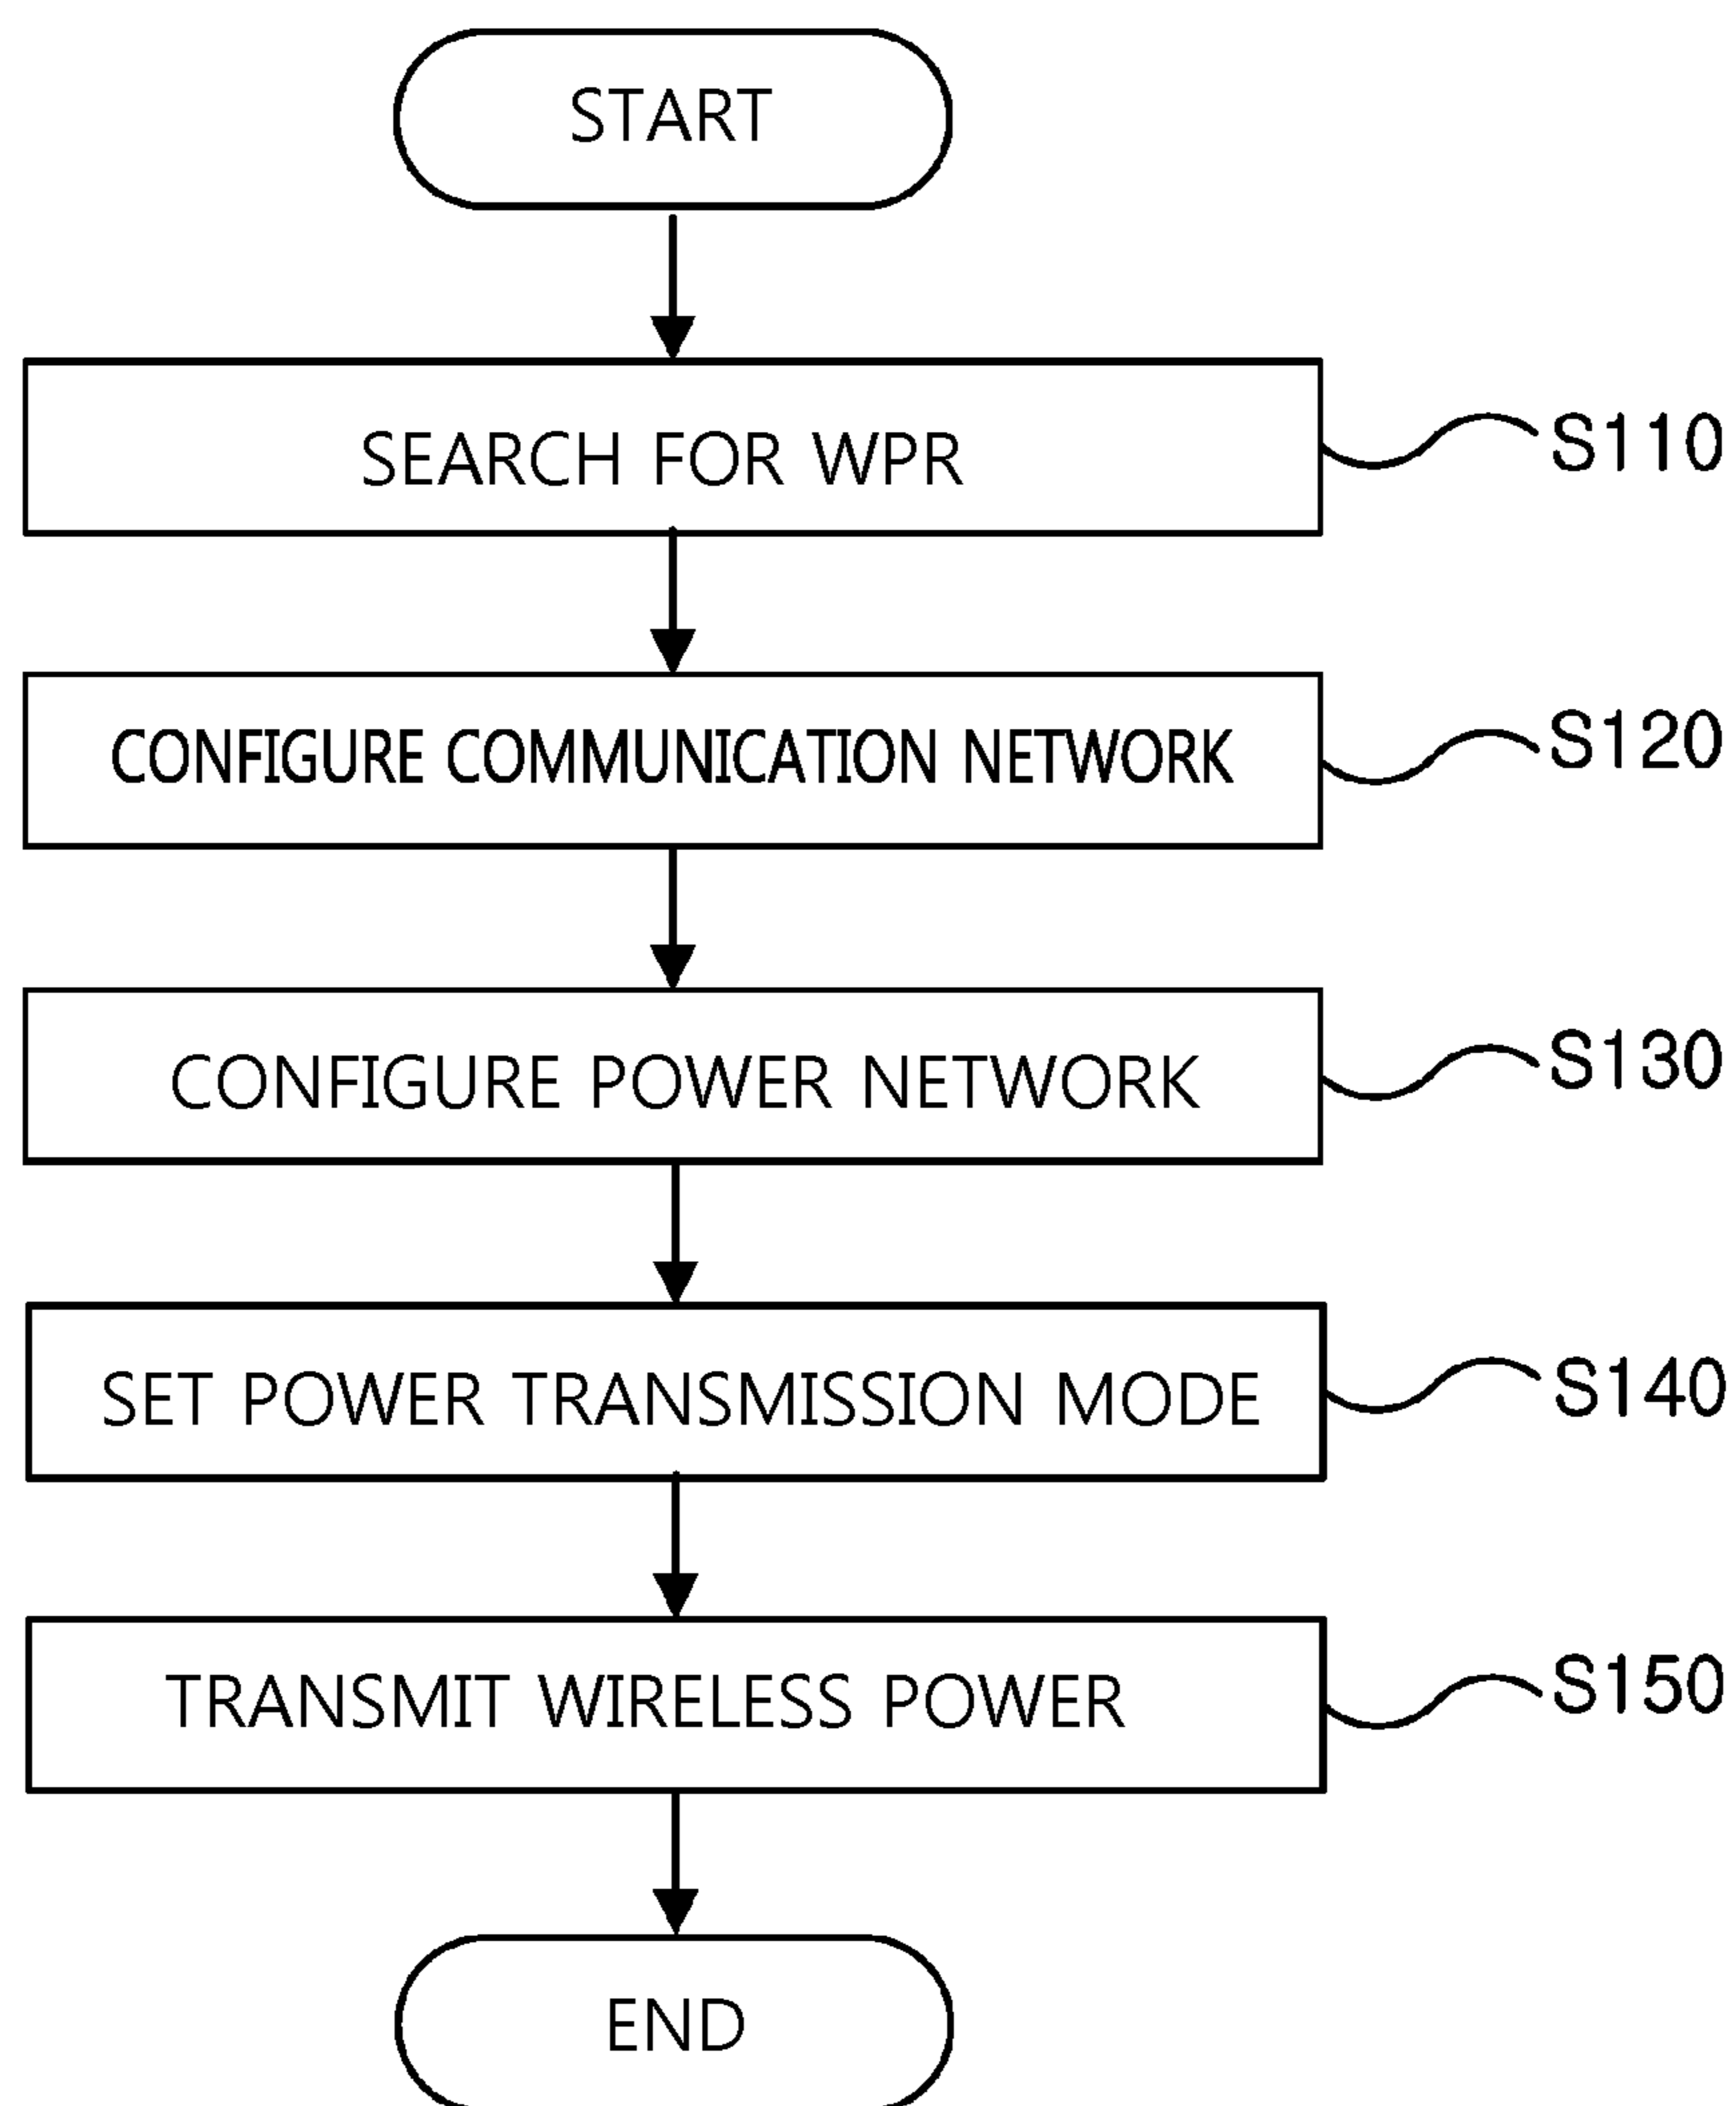 START
SEARCH FOR WPR
S110
CONFIGURE COMMUNICATION NETWORK
S120
CONFIGURE POWER NETWORK
S130
SET POWER TRANSMISSION MODE
S140
TRANSMIT WIRELESS POWER
S150
END